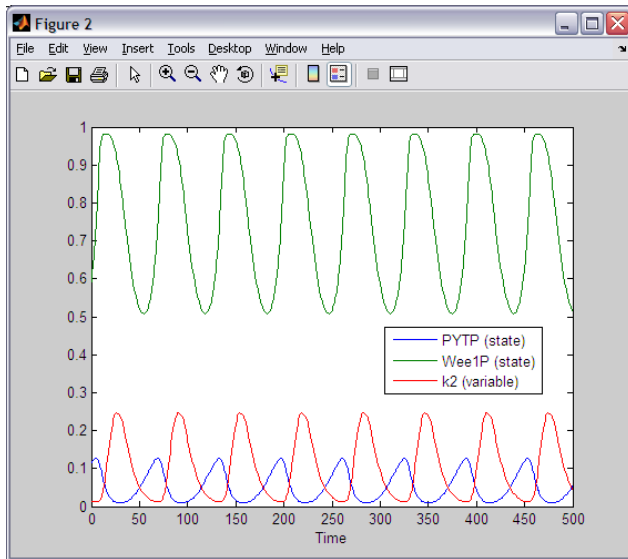 Figure 2
File Edit View Insert Tools Desktop Window Help
1
0.9
0.8
0.7
0.6
0.5
0.4
0.3
0.2
0.1
0
PYTP (state)
Wee1P (state)
k2 (variable)
0 50 100 150 200 250 300 350 400 450 500
Time